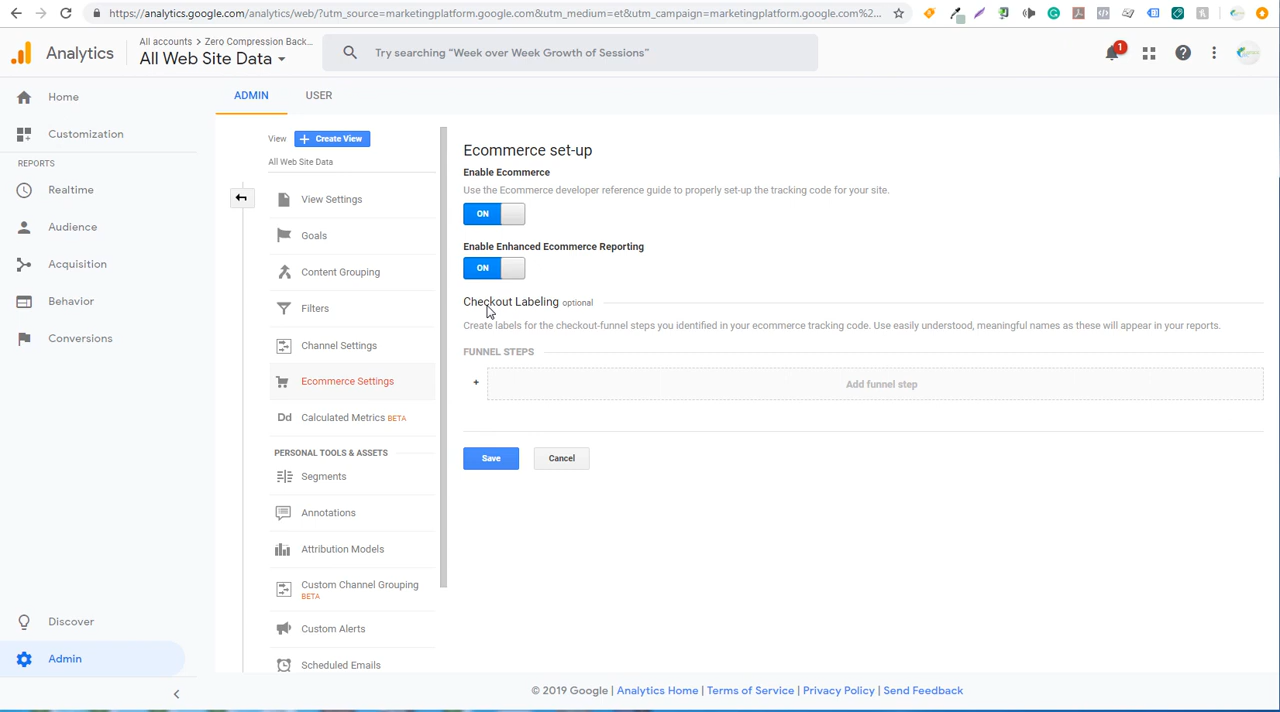 https://analytics.google.com/analytics/web/?utm_source=marketingplatform.google.com&utm_medium=et&utm_campaign=marketingplatform.google.com%2...
Analytics
All accounts > Zero Compression Back...
All Web Site Data
Try searching “Week over Week Growth of Sessions”
1
Home
Customization
REPORTS
Realtime
Audience
Acquisition
Behavior
Conversions
Discover
Admin
ADMIN
USER
View
+ Create View
All Web Site Data
View Settings
Goals
Content Grouping
Filters
Channel Settings
Ecommerce Settings
Dd Calculated Metrics BETA
PERSONAL TOOLS & ASSETS
Segments
Annotations
Attribution Models
Custom Channel Grouping
BETA
Custom Alerts
Scheduled Emails
Ecommerce set-up
Enable Ecommerce
Use the Ecommerce developer reference guide to properly set-up the tracking code for your site.
ON
Enable Enhanced Ecommerce Reporting
ON
Checkout Labeling optional
Create labels for the checkout-funnel steps you identified in your ecommerce tracking code. Use easily understood, meaningful names as these will appear in your reports.
FUNNEL STEPS
+ Add funnel step
Save Cancel
© 2019 Google | Analytics Home | Terms of Service | Privacy Policy | Send Feedback